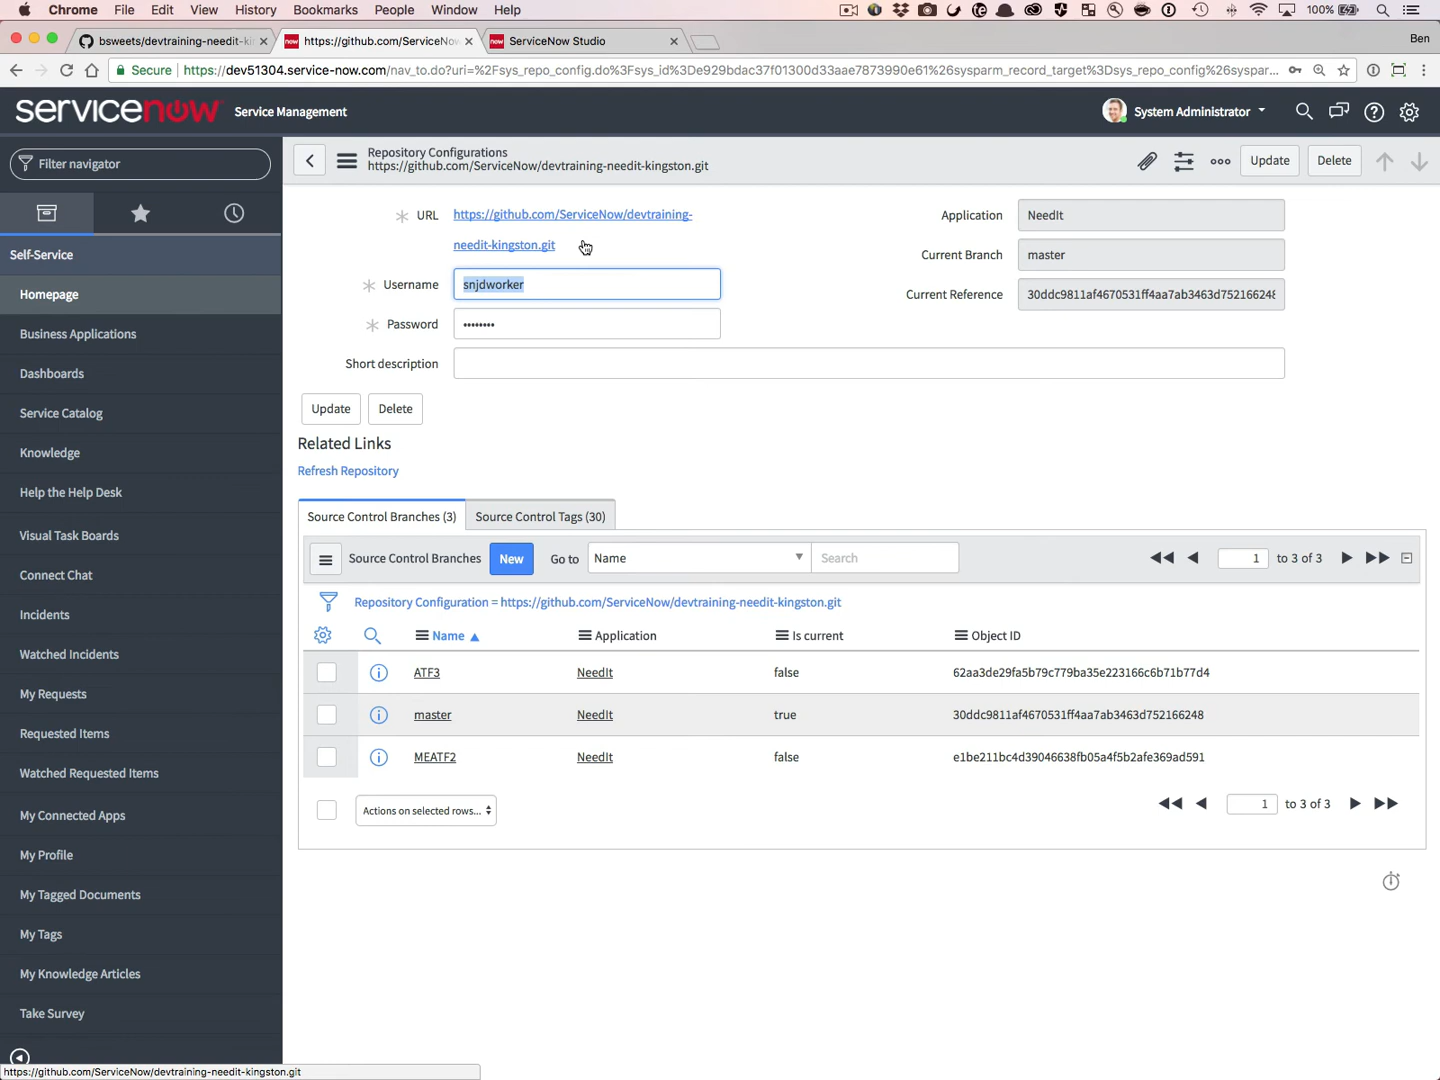 Chrome File Edit View History Bookmarks People Window Help 100%
bsweets/devtraining-needit-ki
https://github.com/ServiceNow
ServiceNow Studio
Ben
Secure https://dev51304.service-now.com/nav_to.do?uri=%2Fsys_repo_config.do%3Fsys_id%3De929bdac37f01300d33aae7873990e61%26sysparm_record_target%3Dsys_repo_config%26syspar...
servicenow Service Management
System Administrator
Filter navigator
Repository Configurations
https://github.com/ServiceNow/devtraining-needit-kingston.git
Update Delete
Self-Service
Homepage
Business Applications
Dashboards
Service Catalog
Knowledge
Help the Help Desk
Visual Task Boards
Connect Chat
Incidents
Watched Incidents
My Requests
Requested Items
Watched Requested Items
My Connected Apps
My Profile
My Tagged Documents
My Tags
My Knowledge Articles
Take Survey
URL https://github.com/ServiceNow/devtraining-
needit-kingston.git
Username snjdworker
Password ••••••••
Short description
Application NeedIt
Current Branch master
Current Reference 30ddc9811af4670531ff4aa7ab3463d752166248
Update Delete
Related Links
Refresh Repository
Source Control Branches (3) Source Control Tags (30)
Source Control Branches New Go to Name Search 1 to 3 of 3
Repository Configuration = https://github.com/ServiceNow/devtraining-needit-kingston.git
Name Application Is current Object ID
ATF3 NeedIt false 62aa3de29fa5b79c779ba35e223166c6b71b77d4
master NeedIt true 30ddc9811af4670531ff4aa7ab3463d752166248
MEATF2 NeedIt false e1be211bc4d39046638fb05a4f5b2afe369ad591
Actions on selected rows... 1 to 3 of 3
https://github.com/ServiceNow/devtraining-needit-kingston.git